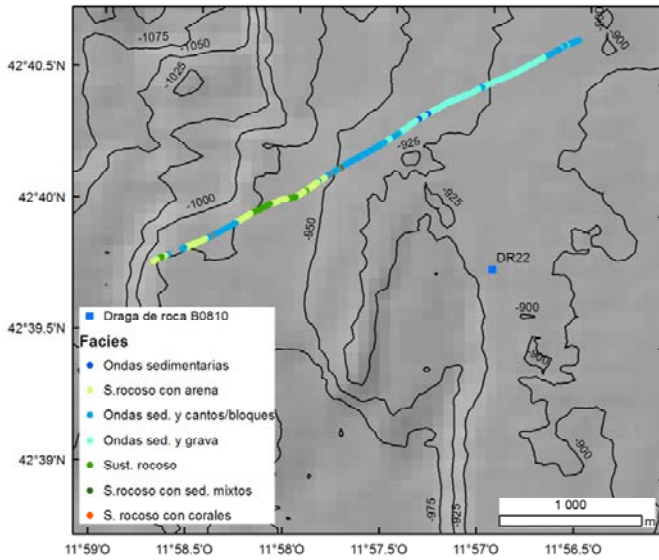 -1075
-1050
-1025
-900
42°40.5'N
-925
-925
42°40'N
-1000
-950
DR22
42°39.5'N
-900
-900
Draga de roca B0810
Facies
Ondas sedimentarias
S.rocoso con arena
Ondas sed. y cantos/bloques
Ondas sed. y grava
Sust. rocoso
S.rocoso con sed. mixtos
S. rocoso con corales
42°39'N
-900
-975
-925
1 000
m
11°59'O 11°58.5'O 11°58'O 11°57.5'O 11°57'O 11°56.5'O